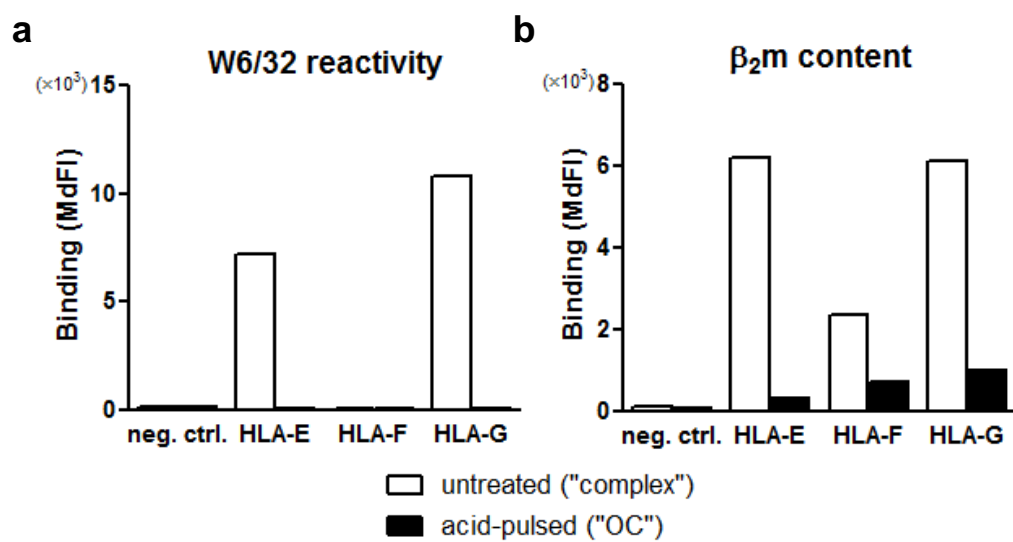 a
W6/32 reactivity
(×10³)
15
10
5
0
Binding (MdFI)
neg. ctrl. HLA-E HLA-F HLA-G
b
β₂m content
(×10³)
8
6
4
2
0
Binding (MdFI)
neg. ctrl. HLA-E HLA-F HLA-G
untreated ("complex")
acid-pulsed ("OC")